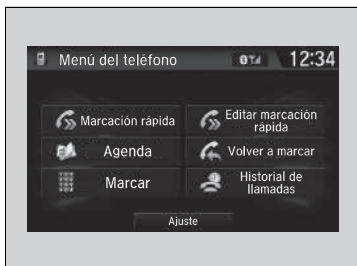 Menú del teléfono
12:34
Marcación rápida
Editar marcación
rápida
Agenda
Volver a marcar
Marcar
Historial de
llamadas
Ajuste